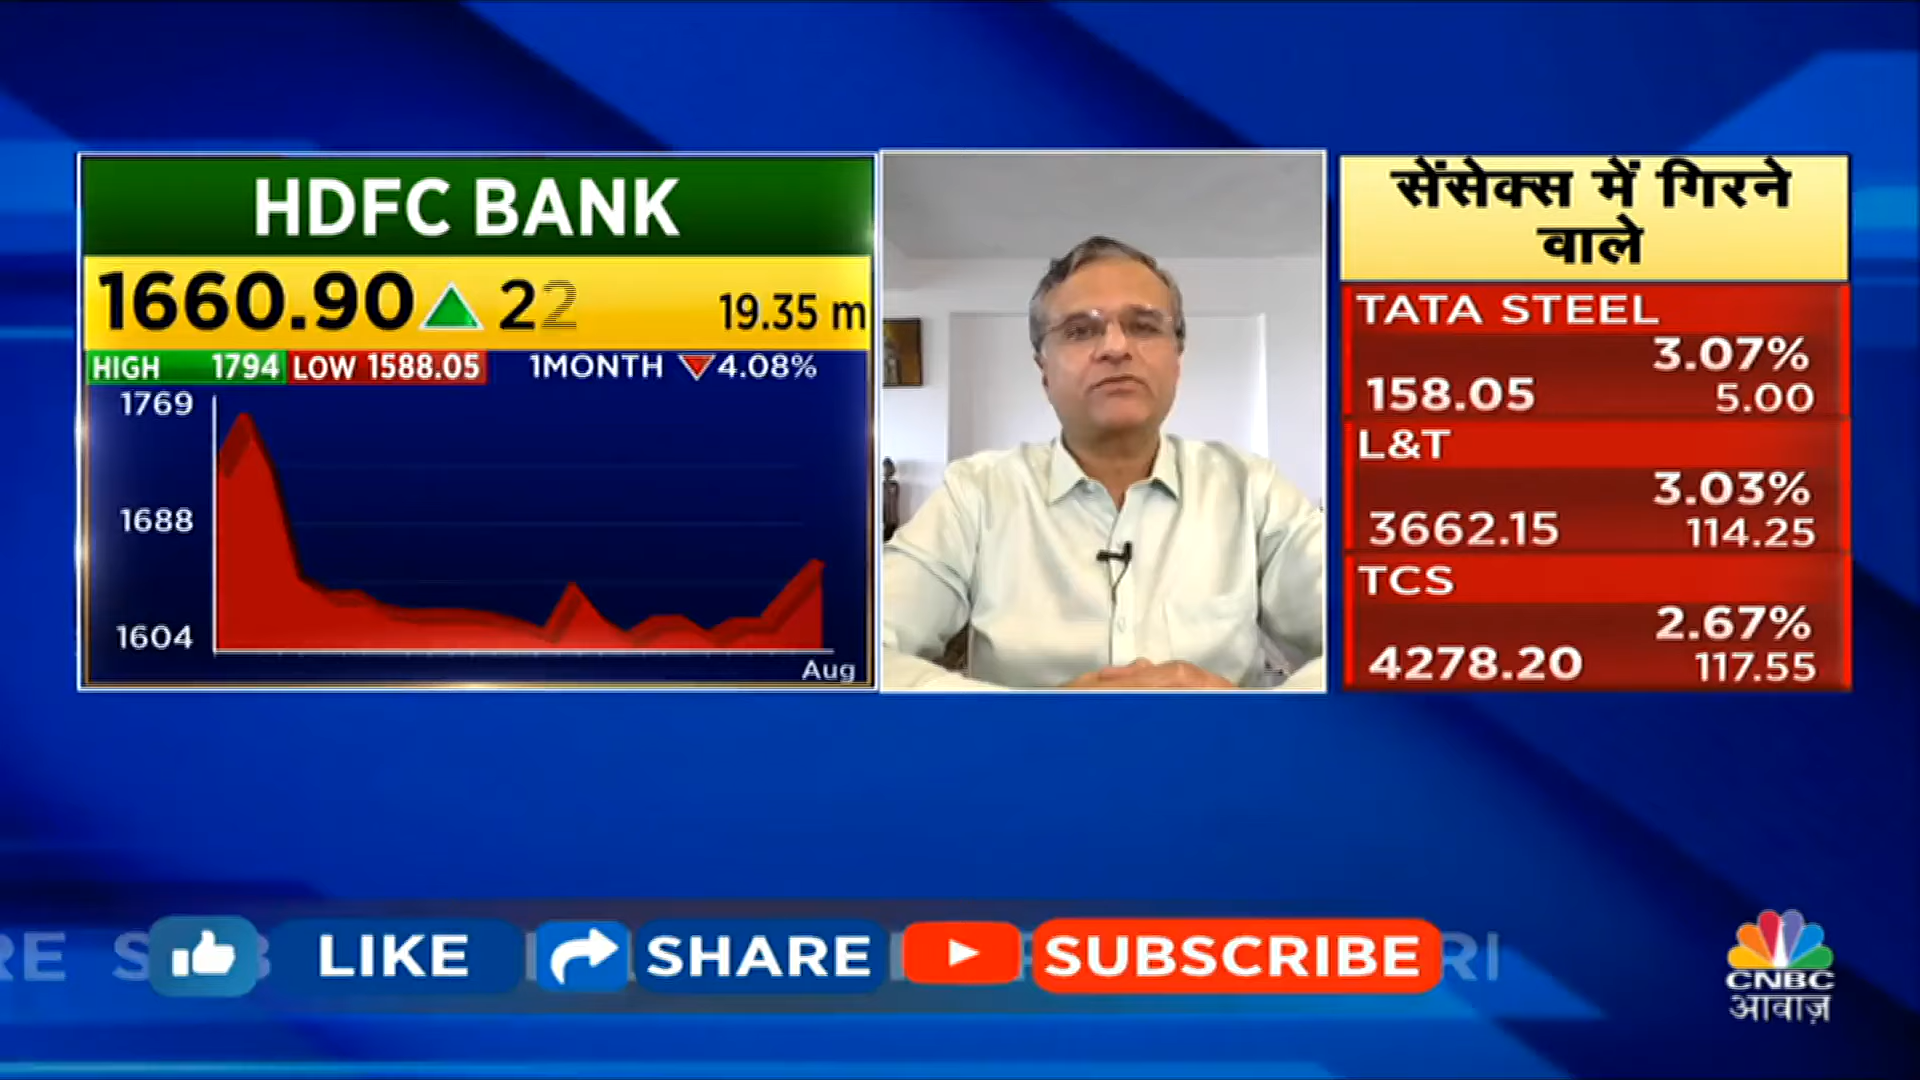 HDFC BANK
1660.90 ▲ 22 19.35 m
HIGH 1794 LOW 1588.05 1MONTH ▼4.08%
1769
1688
1604
Aug
सेंसेक्स में गिरने
वाले
TATA STEEL
3.07%
158.05 5.00
L&T
3.03%
3662.15 114.25
TCS
2.67%
4278.20 117.55
LIKE SHARE SUBSCRIBE
CNBC
आवाज़